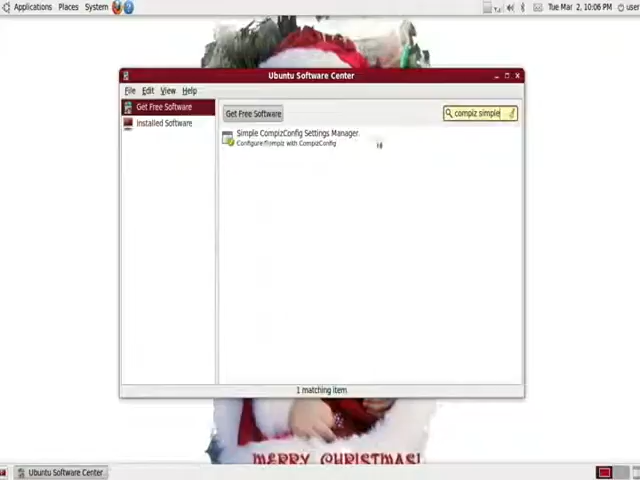 Applications Places System Tue Mar 2, 10:06 PM user
Ubuntu Software Center
File Edit View Help
Get Free Software
Installed Software
Get Free Software compiz simple
Simple CompizConfig Settings Manager
Configure Compiz with CompizConfig
1 matching item
MERRY CHRISTMAS!
Ubuntu Software Center